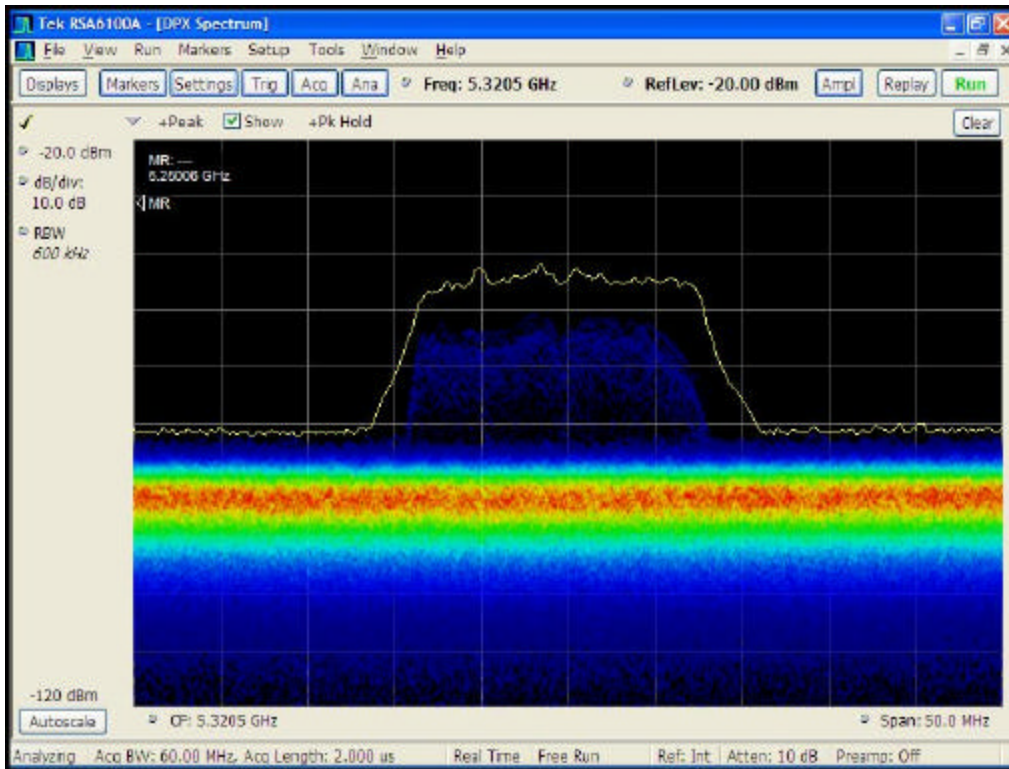 Tek RSA6100A - [DPX Spectrum]
File View Run Markers Setup Tools Window Help
Displays Markers Settings Trig Acq Ana Freq: 5.3205 GHz RefLev: -20.00 dBm Ampl Replay Run
+Peak Show +Pk Hold Clear
-20.0 dBm
dB/div:
10.0 dB
RBW
600 kHz
MR: ---
5.26006 GHz
MR
-120 dBm
Autoscale CF: 5.3205 GHz Span: 50.0 MHz
Analyzing Acq BW: 60.00 MHz, Acq Length: 2.000 us Real Time Free Run Ref: Int Atten: 10 dB Preamp: Off